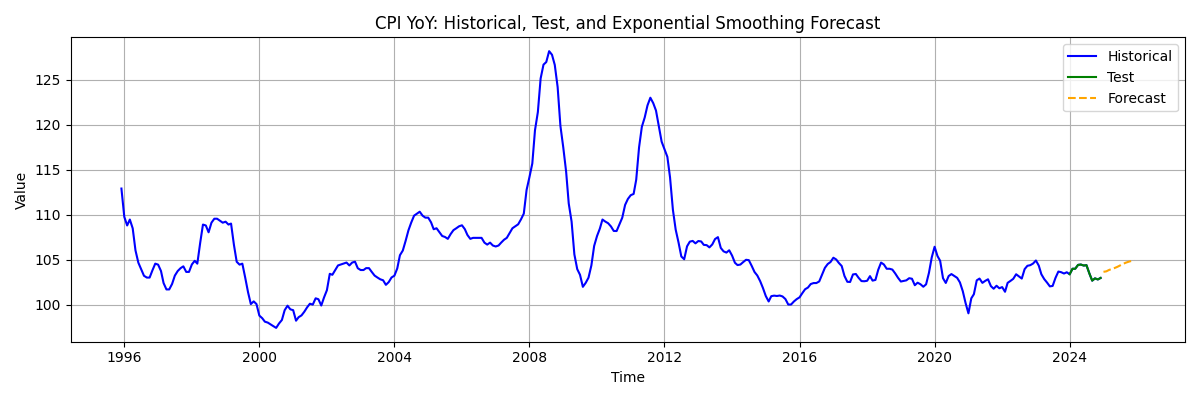 CPI YoY: Historical, Test, and Exponential Smoothing Forecast
Value
125
120
115
110
105
100
Historical
Test
Forecast
1996 2000 2004 2008 2012 2016 2020 2024
Time